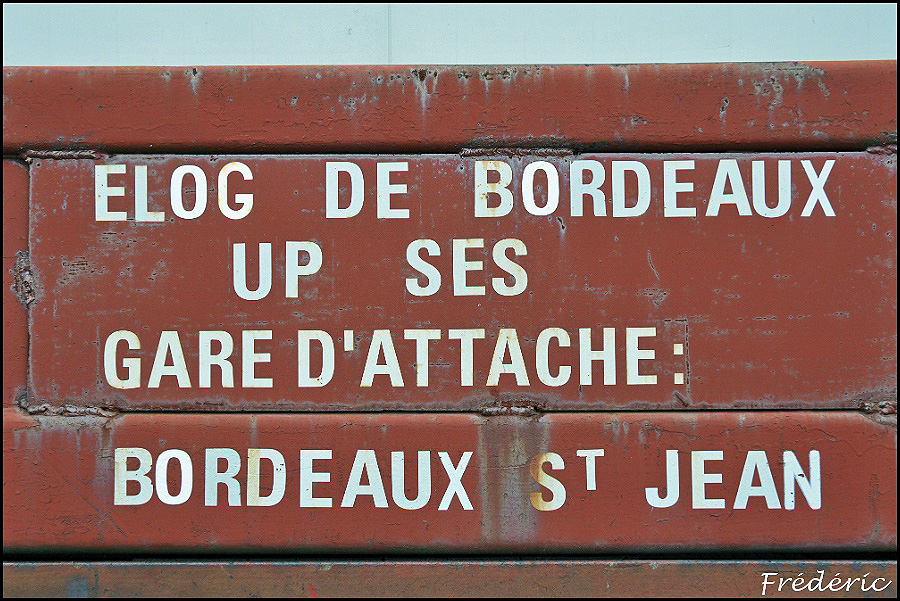 ELOG DE BORDEAUX
UP SES
GARE D'ATTACHE:
BORDEAUX ST JEAN
Frédéric